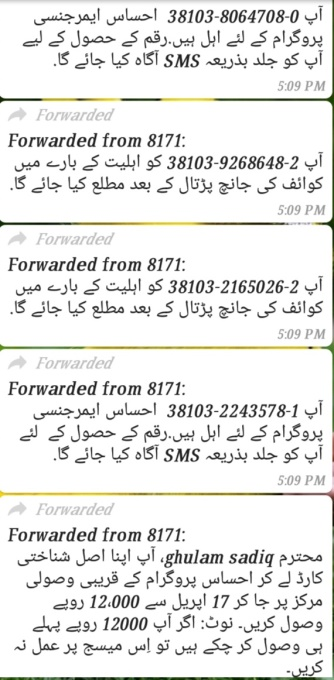 آپ 0-8064708-38103 احساس ایمرجنسی
پروگرام کے لئے اہل ہیں.رقم کے حصول کے لیے
آپ کو جلد بذریعہ SMS آگاہ کیا جائے گا.
5:09 PM
Forwarded
Forwarded from 8171:
آپ 2-9268648-38103 کو اہلیت کے بارے میں
کوائف کی جانچ پڑتال کے بعد مطلع کیا جائے گا.
5:09 PM
Forwarded
Forwarded from 8171:
آپ 2-2165026-38103 کو اہلیت کے بارے میں
کوائف کی جانچ پڑتال کے بعد مطلع کیا جائے گا.
5:09 PM
Forwarded
Forwarded from 8171:
آپ 1-2243578-38103 احساس ایمرجنسی
پروگرام کے لئے اہل ہیں.رقم کے حصول کے لئے
آپ کو جلد بذریعہ SMS آگاہ کیا جائے گا.
5:09 PM
Forwarded
Forwarded from 8171:
محترم ghulam sadiq، آپ اپنا اصل شناختی
کارڈ لے کر احساس پروگرام کے قریبی وصولی
مرکز پر جا کر 17 اپریل سے 12،000 روپے
وصول کریں۔ نوٹ: اگر آپ 12000 روپے پہلے
ہی وصول کر چکے ہیں تو اِس میسج پر عمل نہ
کریں۔